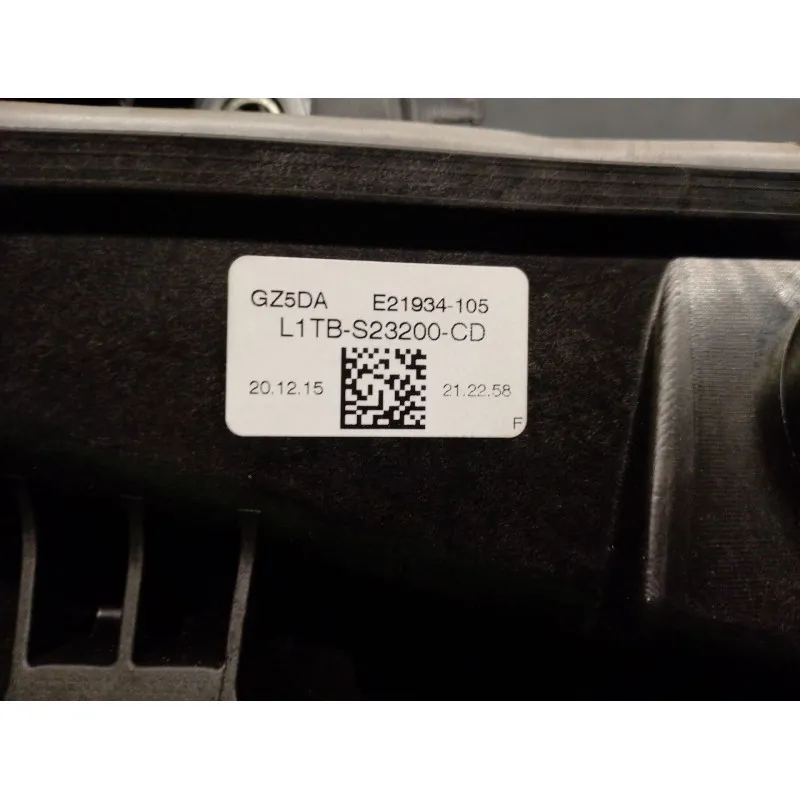 GZ5DA E21934-105
L1TB-S23200-CD
20.12.15 21.22.58
F